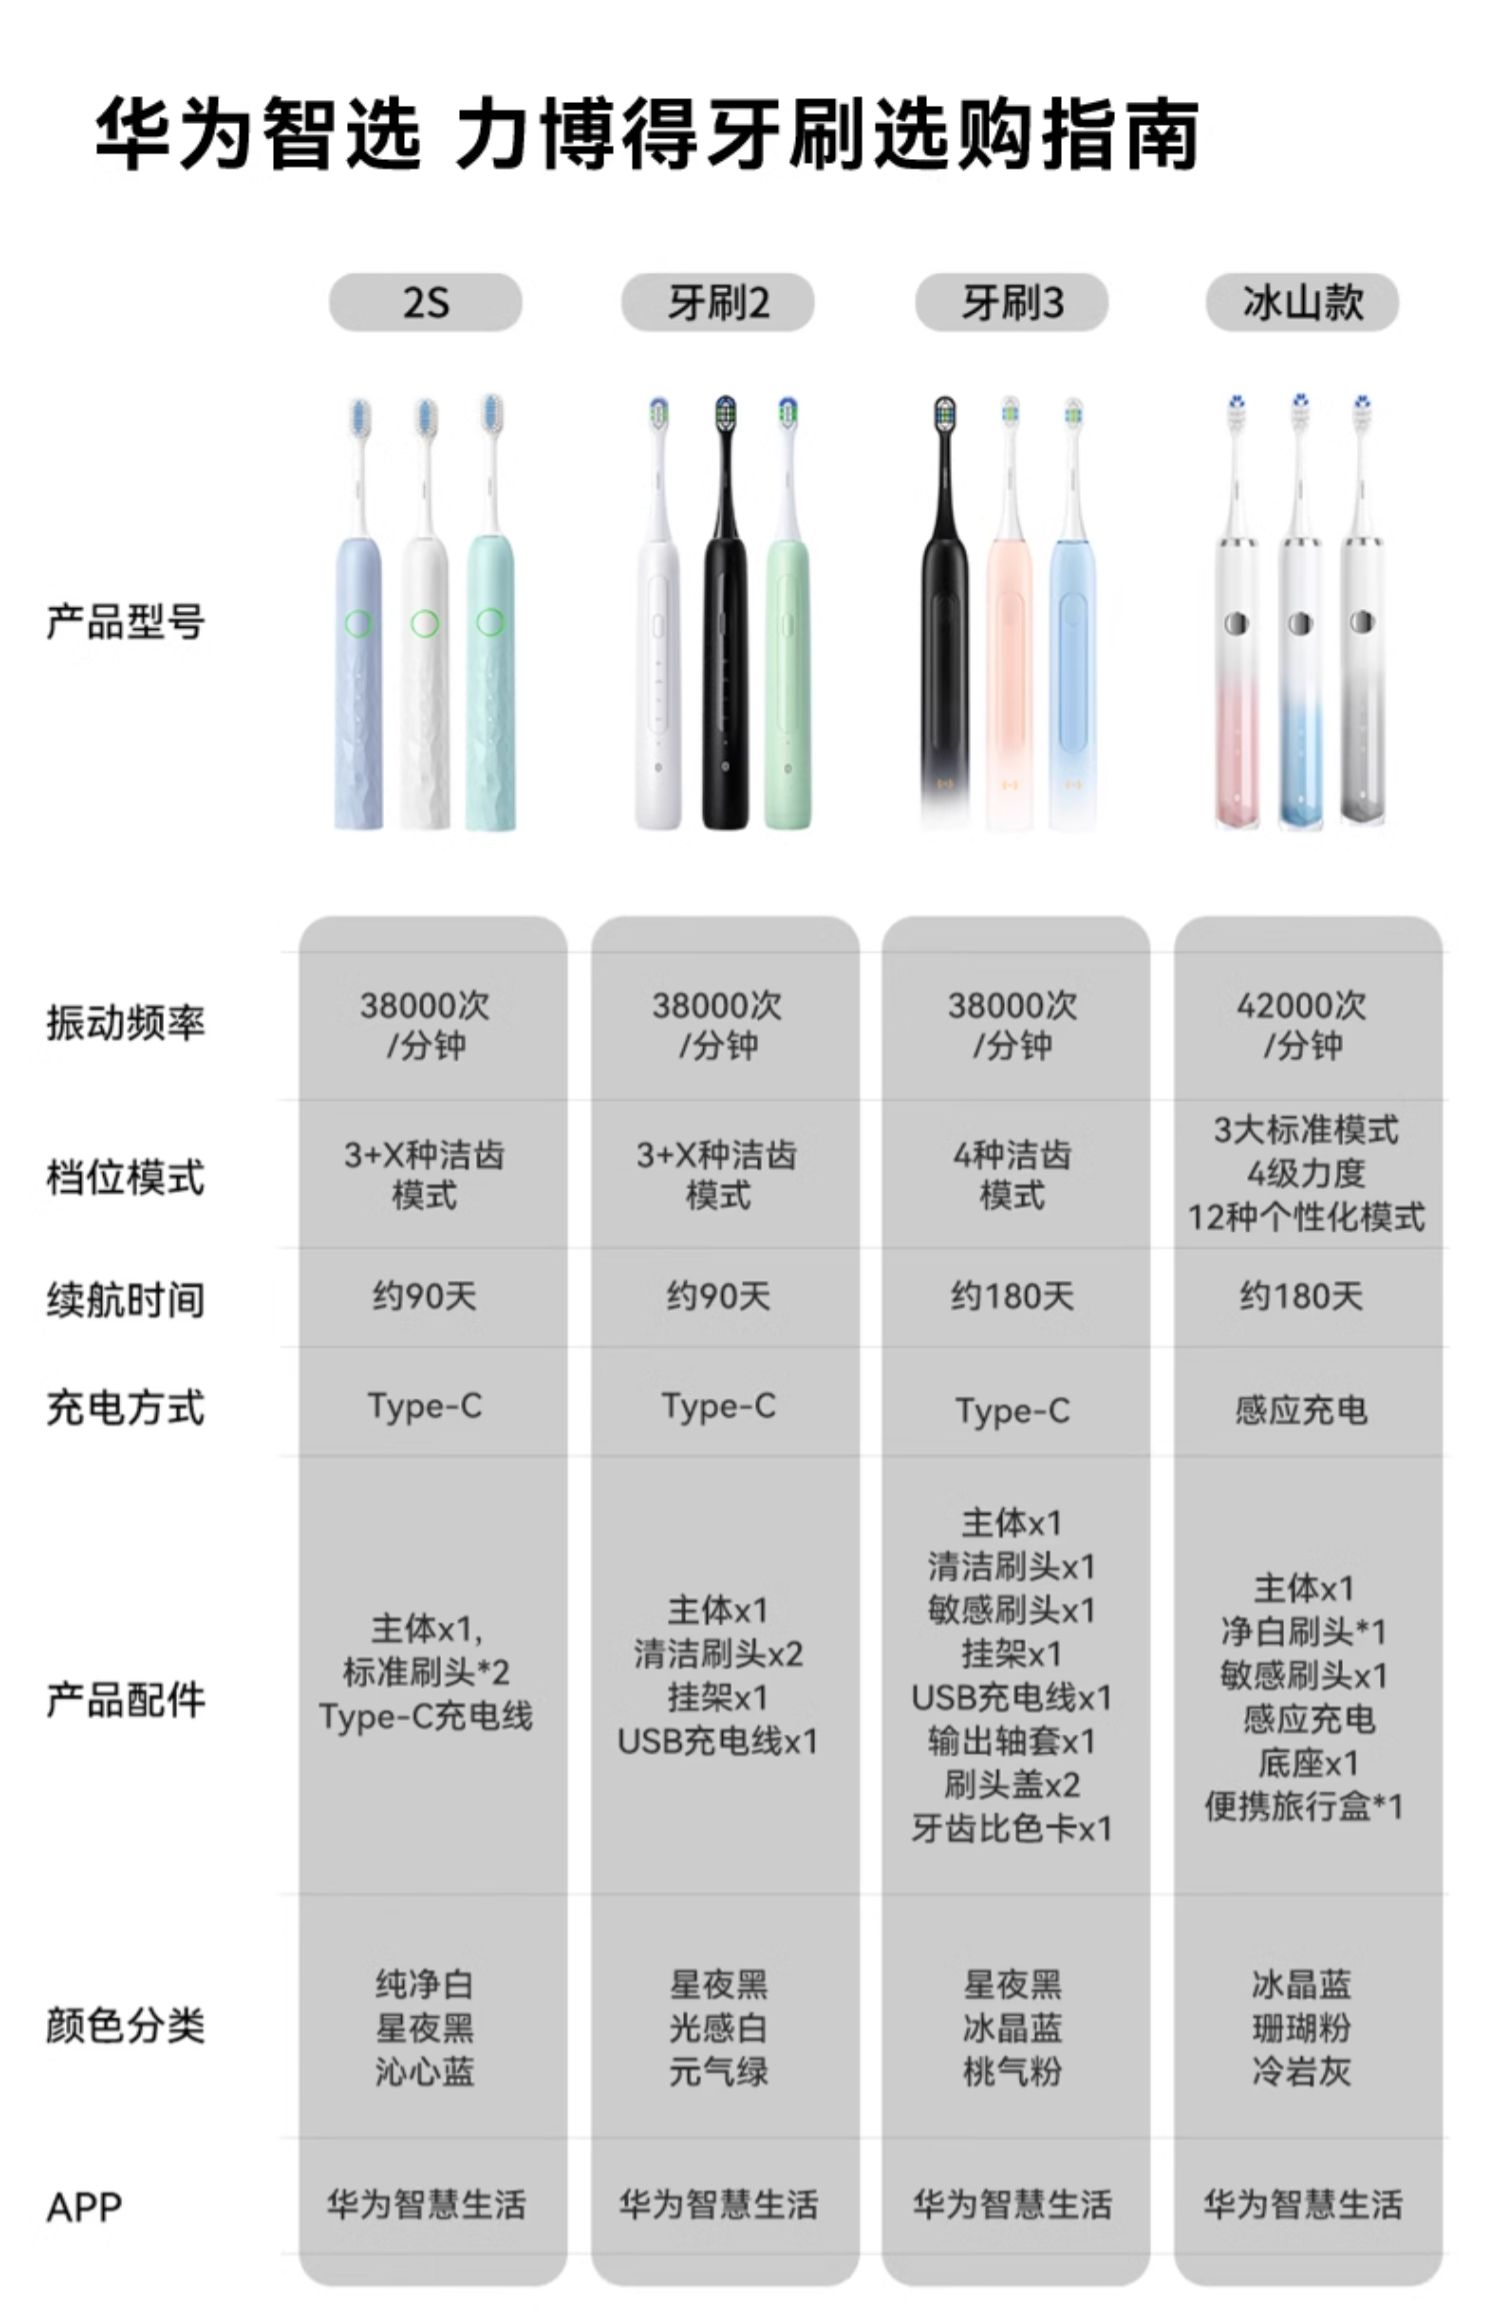 华为智选 力博得牙刷选购指南
2S
牙刷2
牙刷3
冰山款
产品型号
振动频率
38000次
/分钟
38000次
/分钟
38000次
/分钟
42000次
/分钟
档位模式
3+X种洁齿
模式
3+X种洁齿
模式
4种洁齿
模式
3大标准模式
4级力度
12种个性化模式
续航时间
约90天
约90天
约180天
约180天
充电方式
Type-C
Type-C
Type-C
感应充电
产品配件
主体x1,
标准刷头*2
Type-C充电线
主体x1
清洁刷头x2
挂架x1
USB充电线x1
主体x1
清洁刷头x1
敏感刷头x1
挂架x1
USB充电线x1
输出轴套x1
刷头盖x2
牙齿比色卡x1
主体x1
净白刷头*1
敏感刷头x1
感应充电
底座x1
便携旅行盒*1
颜色分类
纯净白
星夜黑
沁心蓝
星夜黑
光感白
元气绿
星夜黑
冰晶蓝
桃气粉
冰晶蓝
珊瑚粉
冷岩灰
APP
华为智慧生活
华为智慧生活
华为智慧生活
华为智慧生活